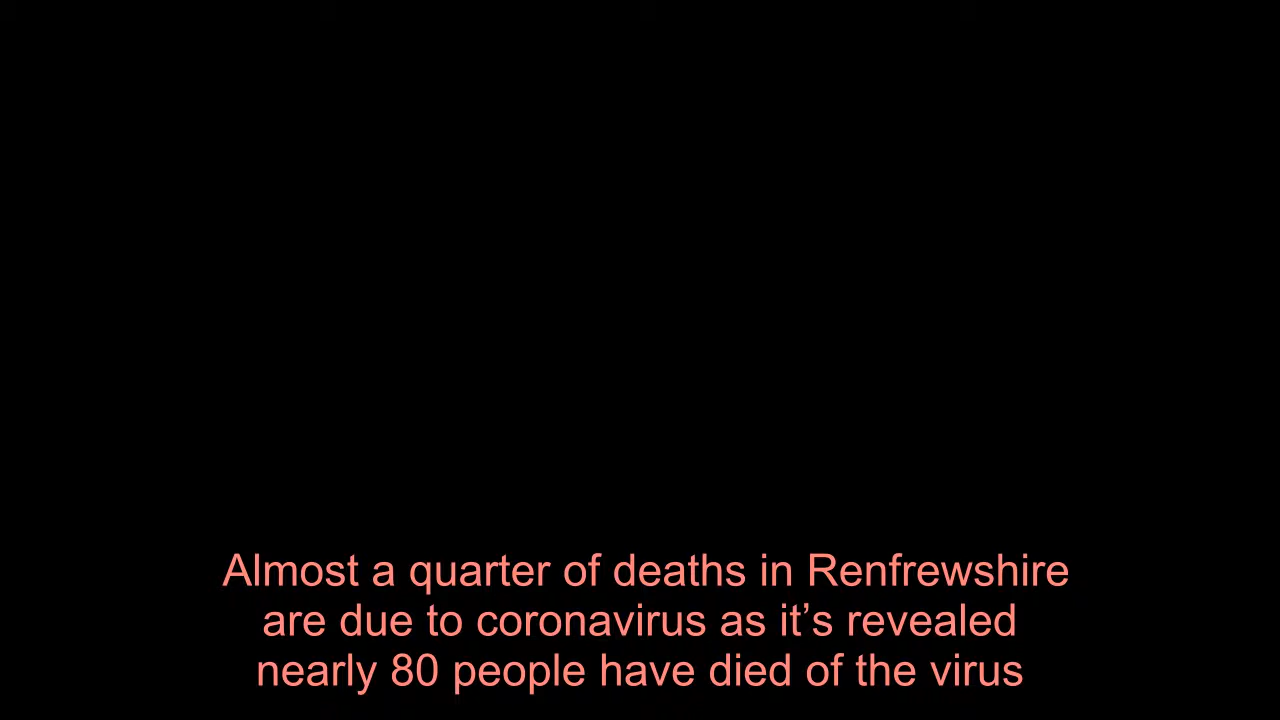 Almost a quarter of deaths in Renfrewshire
are due to coronavirus as it’s revealed
nearly 80 people have died of the virus